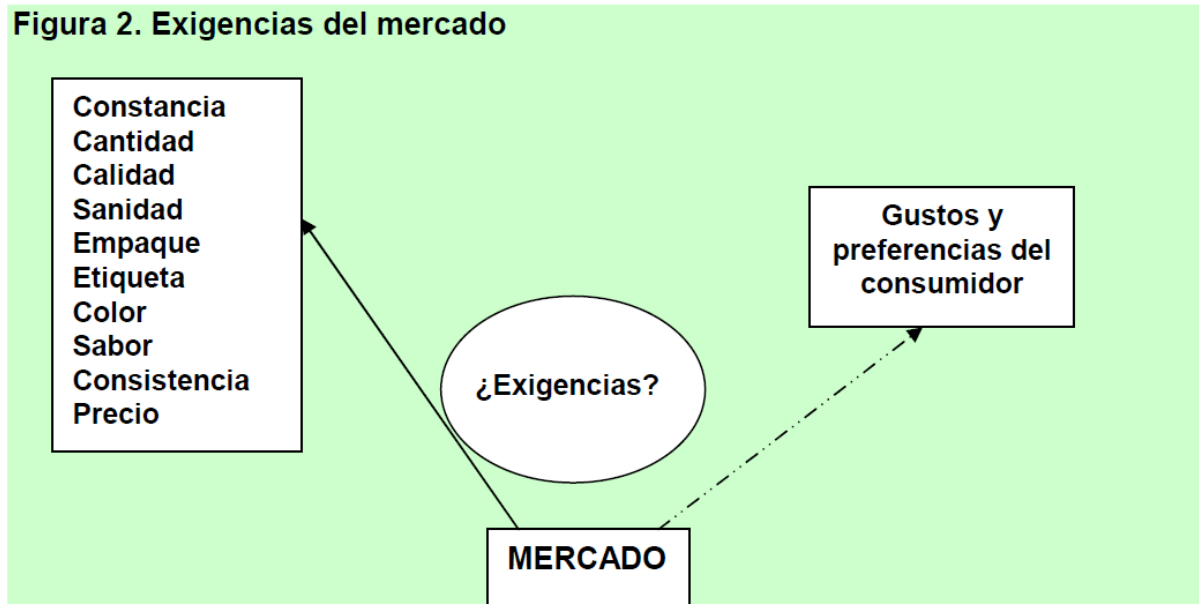 Figura 2. Exigencias del mercado
Constancia
Cantidad
Calidad
Sanidad
Empaque
Etiqueta
Color
Sabor
Consistencia
Precio
Gustos y
preferencias del
consumidor
¿Exigencias?
MERCADO